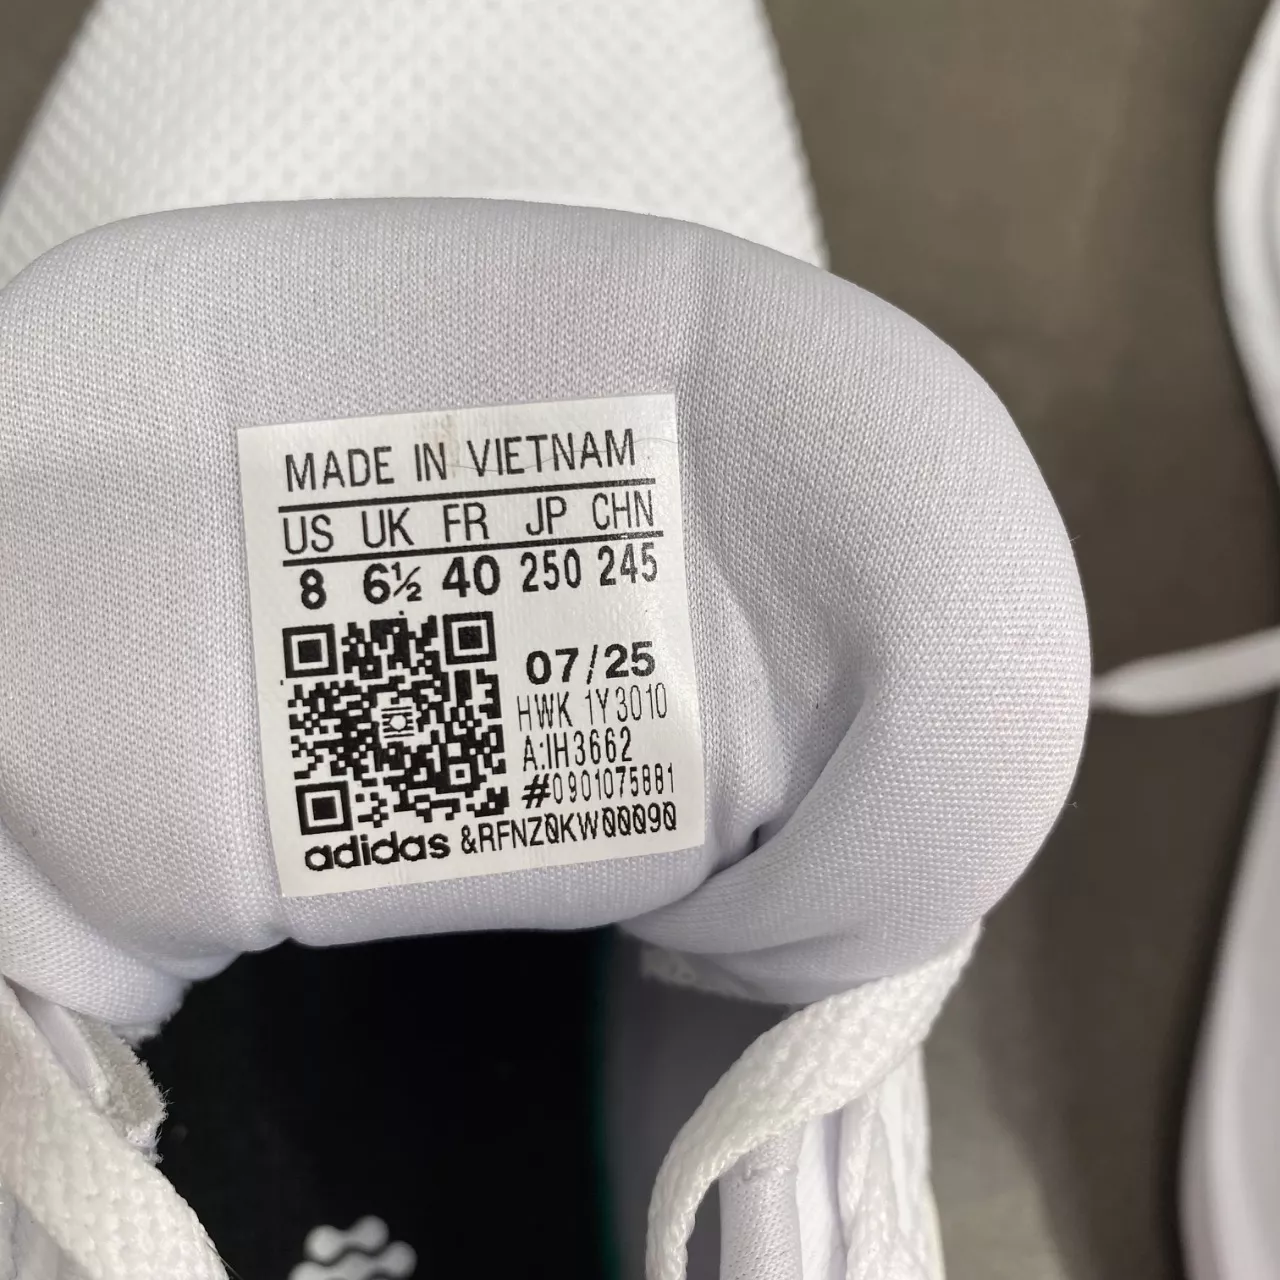 MADE IN VIETNAM
US UK FR JP CHN
8 6½ 40 250 245
07/25
HWK 1Y3010
A:IH3662
#0901075881
adidas &RFNZ0KW00090